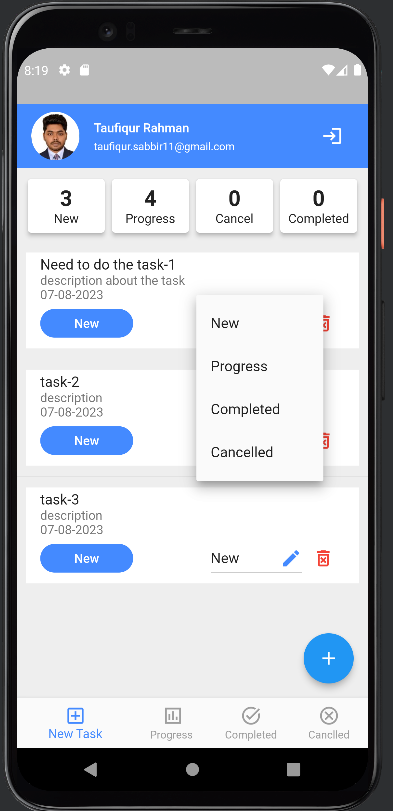 8:19
Taufiqur Rahman
taufiqur.sabbir11@gmail.com
3
New
4
Progress
0
Cancel
0
Completed
Need to do the task-1
description about the task
07-08-2023
New
New
Progress
Completed
Cancelled
task-2
description
07-08-2023
New
task-3
description
07-08-2023
New
New
New Task
Progress
Completed
Canclled